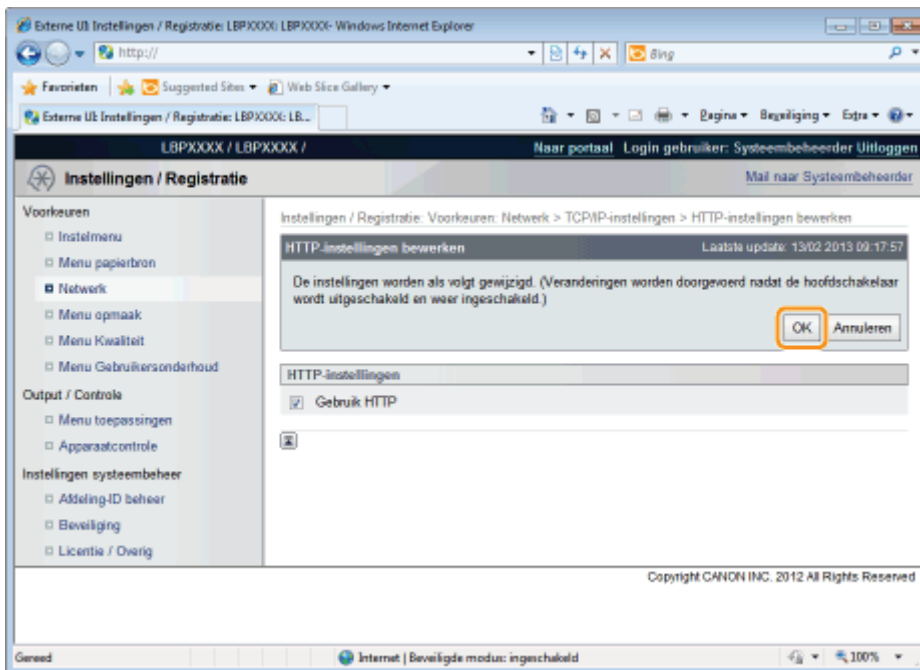 Externe UI: Instellingen / Registratie: LBPXXXX: LBPXXXX- Windows Internet Explorer
http://
Bing
Favorieten
Suggested Sites
Web Slice Gallery
Externe UI: Instellingen / Registratie: LBPXXXX: LB...
Pagina
Beveiliging
Extra
LBPXXXX / LBPXXXX /
Naar portaal Login gebruiker: Systeembeheerder Uitloggen
Instellingen / Registratie
Mail naar Systeembeheerder
Voorkeuren
Instelmenu
Menu papierbron
Netwerk
Menu opmaak
Menu Kwaliteit
Menu Gebruikersonderhoud
Output / Controle
Menu toepassingen
Apparaatcontrole
Instellingen systeembeheer
Afdeling-ID beheer
Beveiliging
Licentie / Overig
Instellingen / Registratie: Voorkeuren: Netwerk > TCP/IP-instellingen > HTTP-instellingen bewerken
HTTP-instellingen bewerken
Laatste update: 13/02 2013 09:17:57
De instellingen worden als volgt gewijzigd. (Veranderingen worden doorgevoerd nadat de hoofdschakelaar
wordt uitgeschakeld en weer ingeschakeld.)
OK
Annuleren
HTTP-instellingen
Gebruik HTTP
Copyright CANON INC. 2012 All Rights Reserved
Gereed
Internet | Beveiligde modus: ingeschakeld
100%